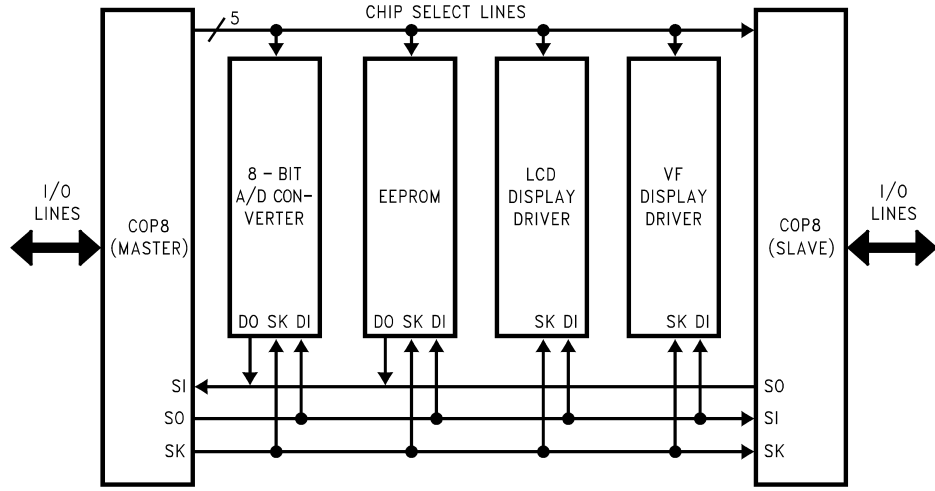 5
CHIP SELECT LINES
I/O
LINES
COP8
(MASTER)
8 – BIT
A/D CON-
VERTER
EEPROM
LCD
DISPLAY
DRIVER
VF
DISPLAY
DRIVER
COP8
(SLAVE)
I/O
LINES
DO SK DI
DO SK DI
SK DI
SK DI
SI
SO
SK
SO
SI
SK